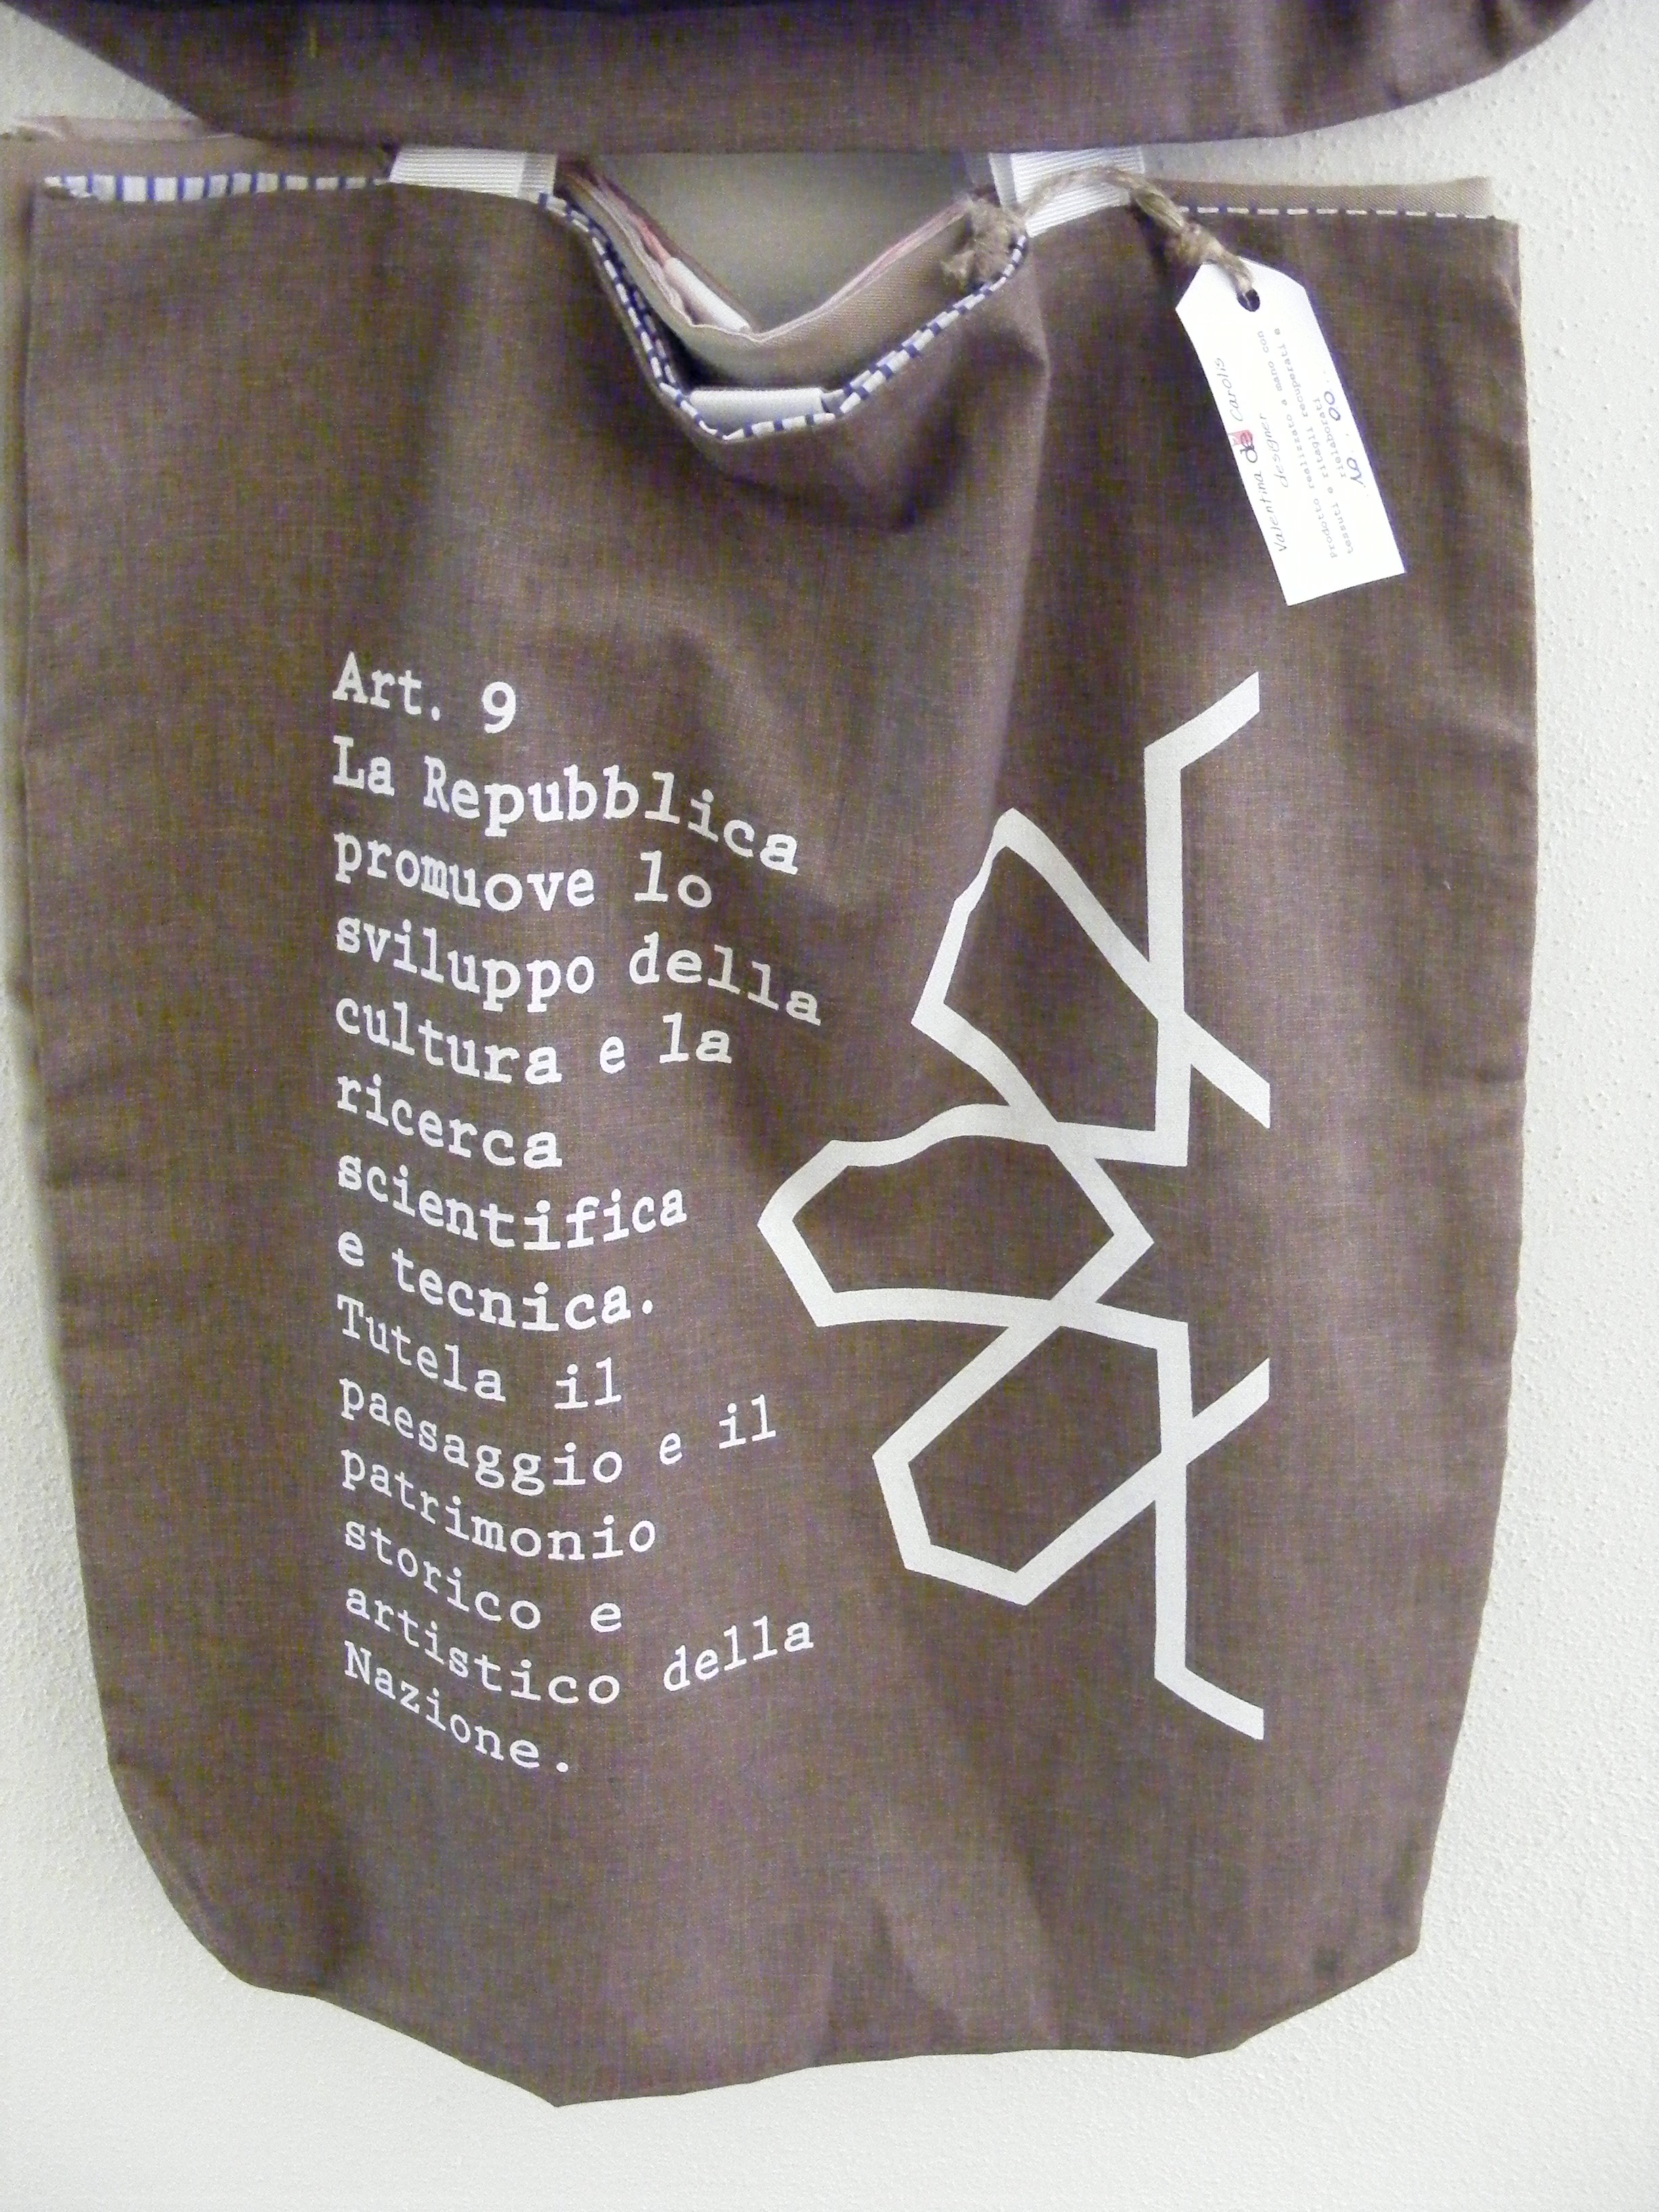 Art. 9
La Repubblica
promuove lo
sviluppo della
cultura e la
ricerca
scientifica
e tecnica.
Tutela il
paesaggio e il
patrimonio
storico e
artistico della
Nazione.
Valentina de Carolis
designer
Prodotto realizzato a mano con
tessuti e ritagli recuperati e
rielaborati